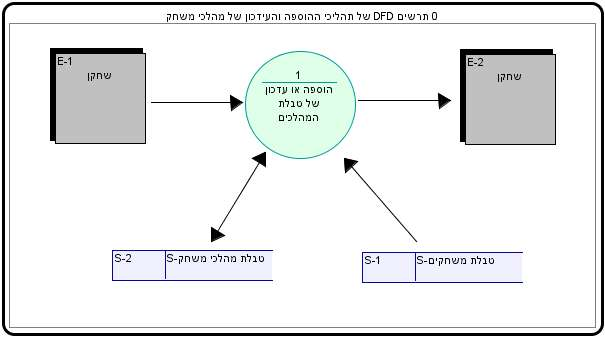 0 תרשים DFD של תהליכי ההוספה והעידכון של מהלכי משחק
E-1
שחקן
1
הוספה או עדכון
של טבלת
המהלכים
E-2
שחקן
S-2
S-טבלת מהלכי משחק
S-1
S-טבלת משחקים